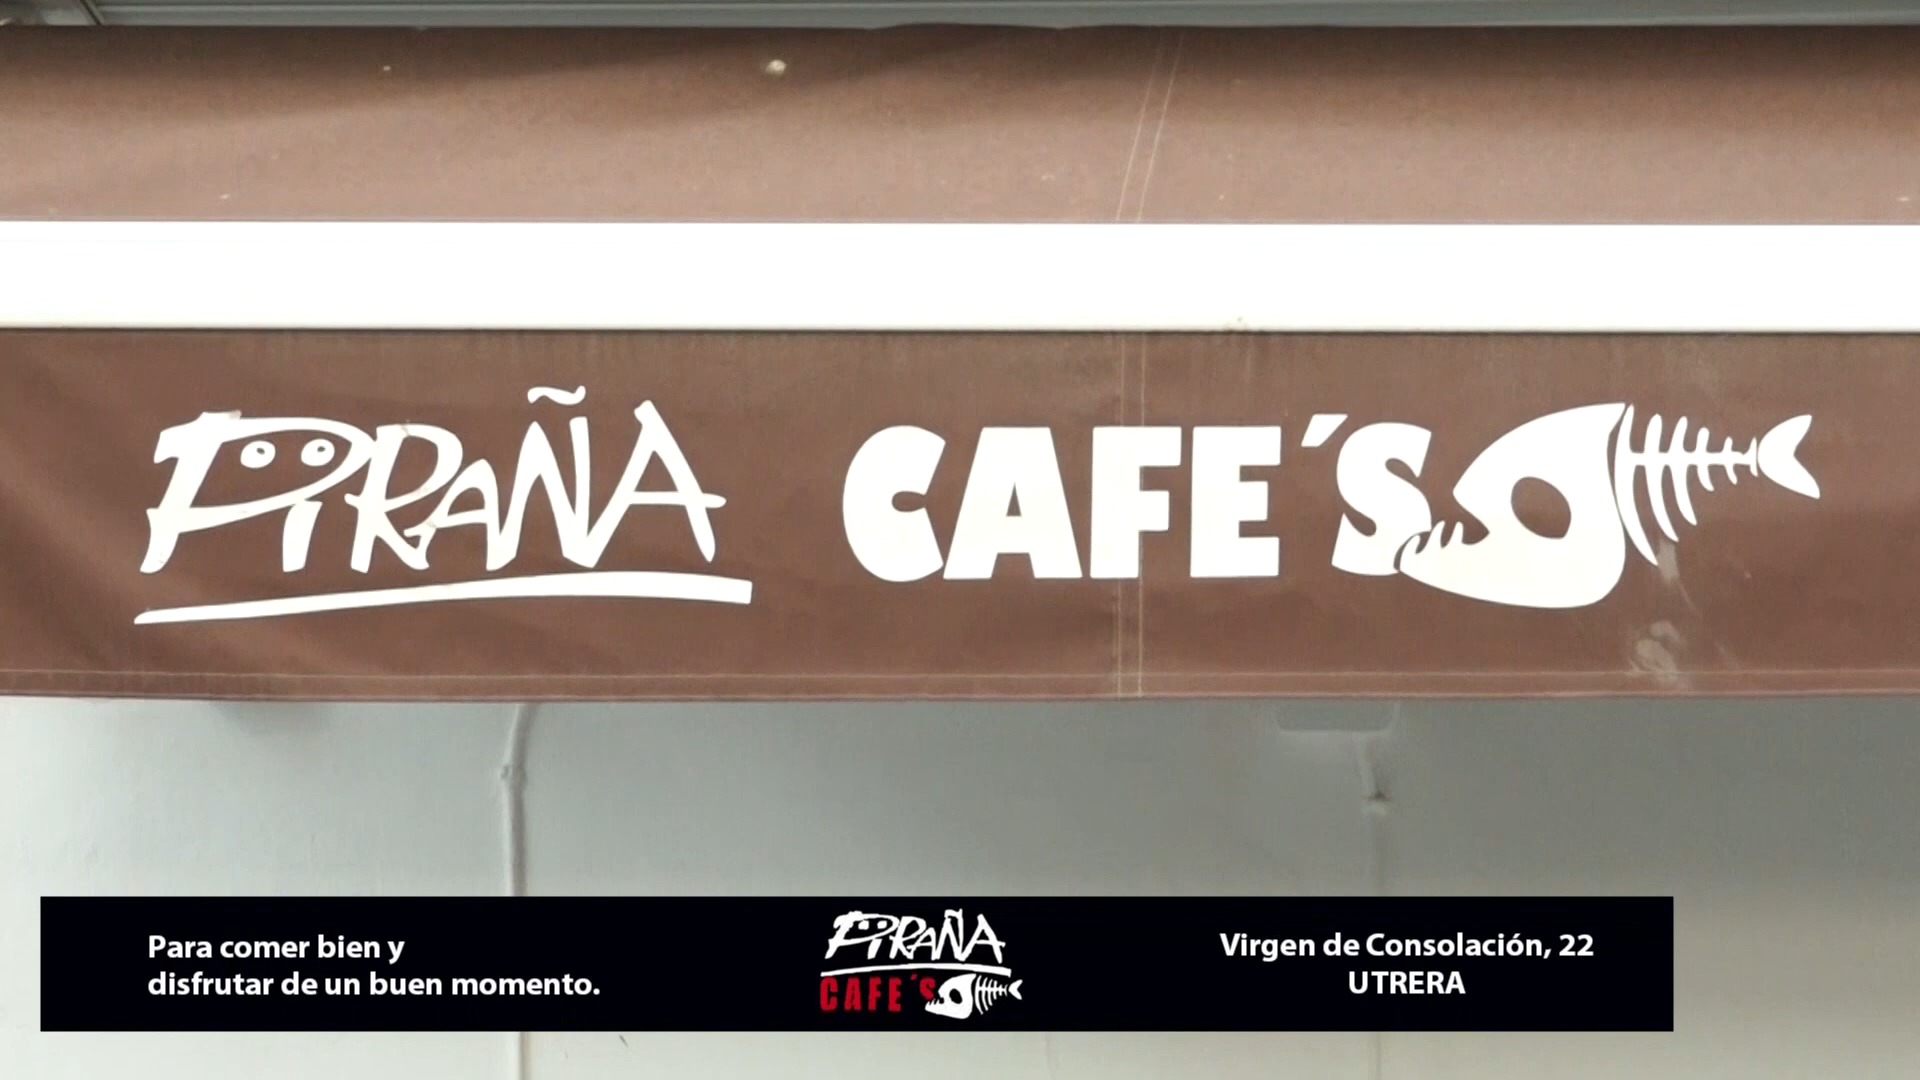 PIRAÑA CAFE´S
Para comer bien y
disfrutar de un buen momento.
PIRAÑA
CAFE´S
Virgen de Consolación, 22
UTRERA